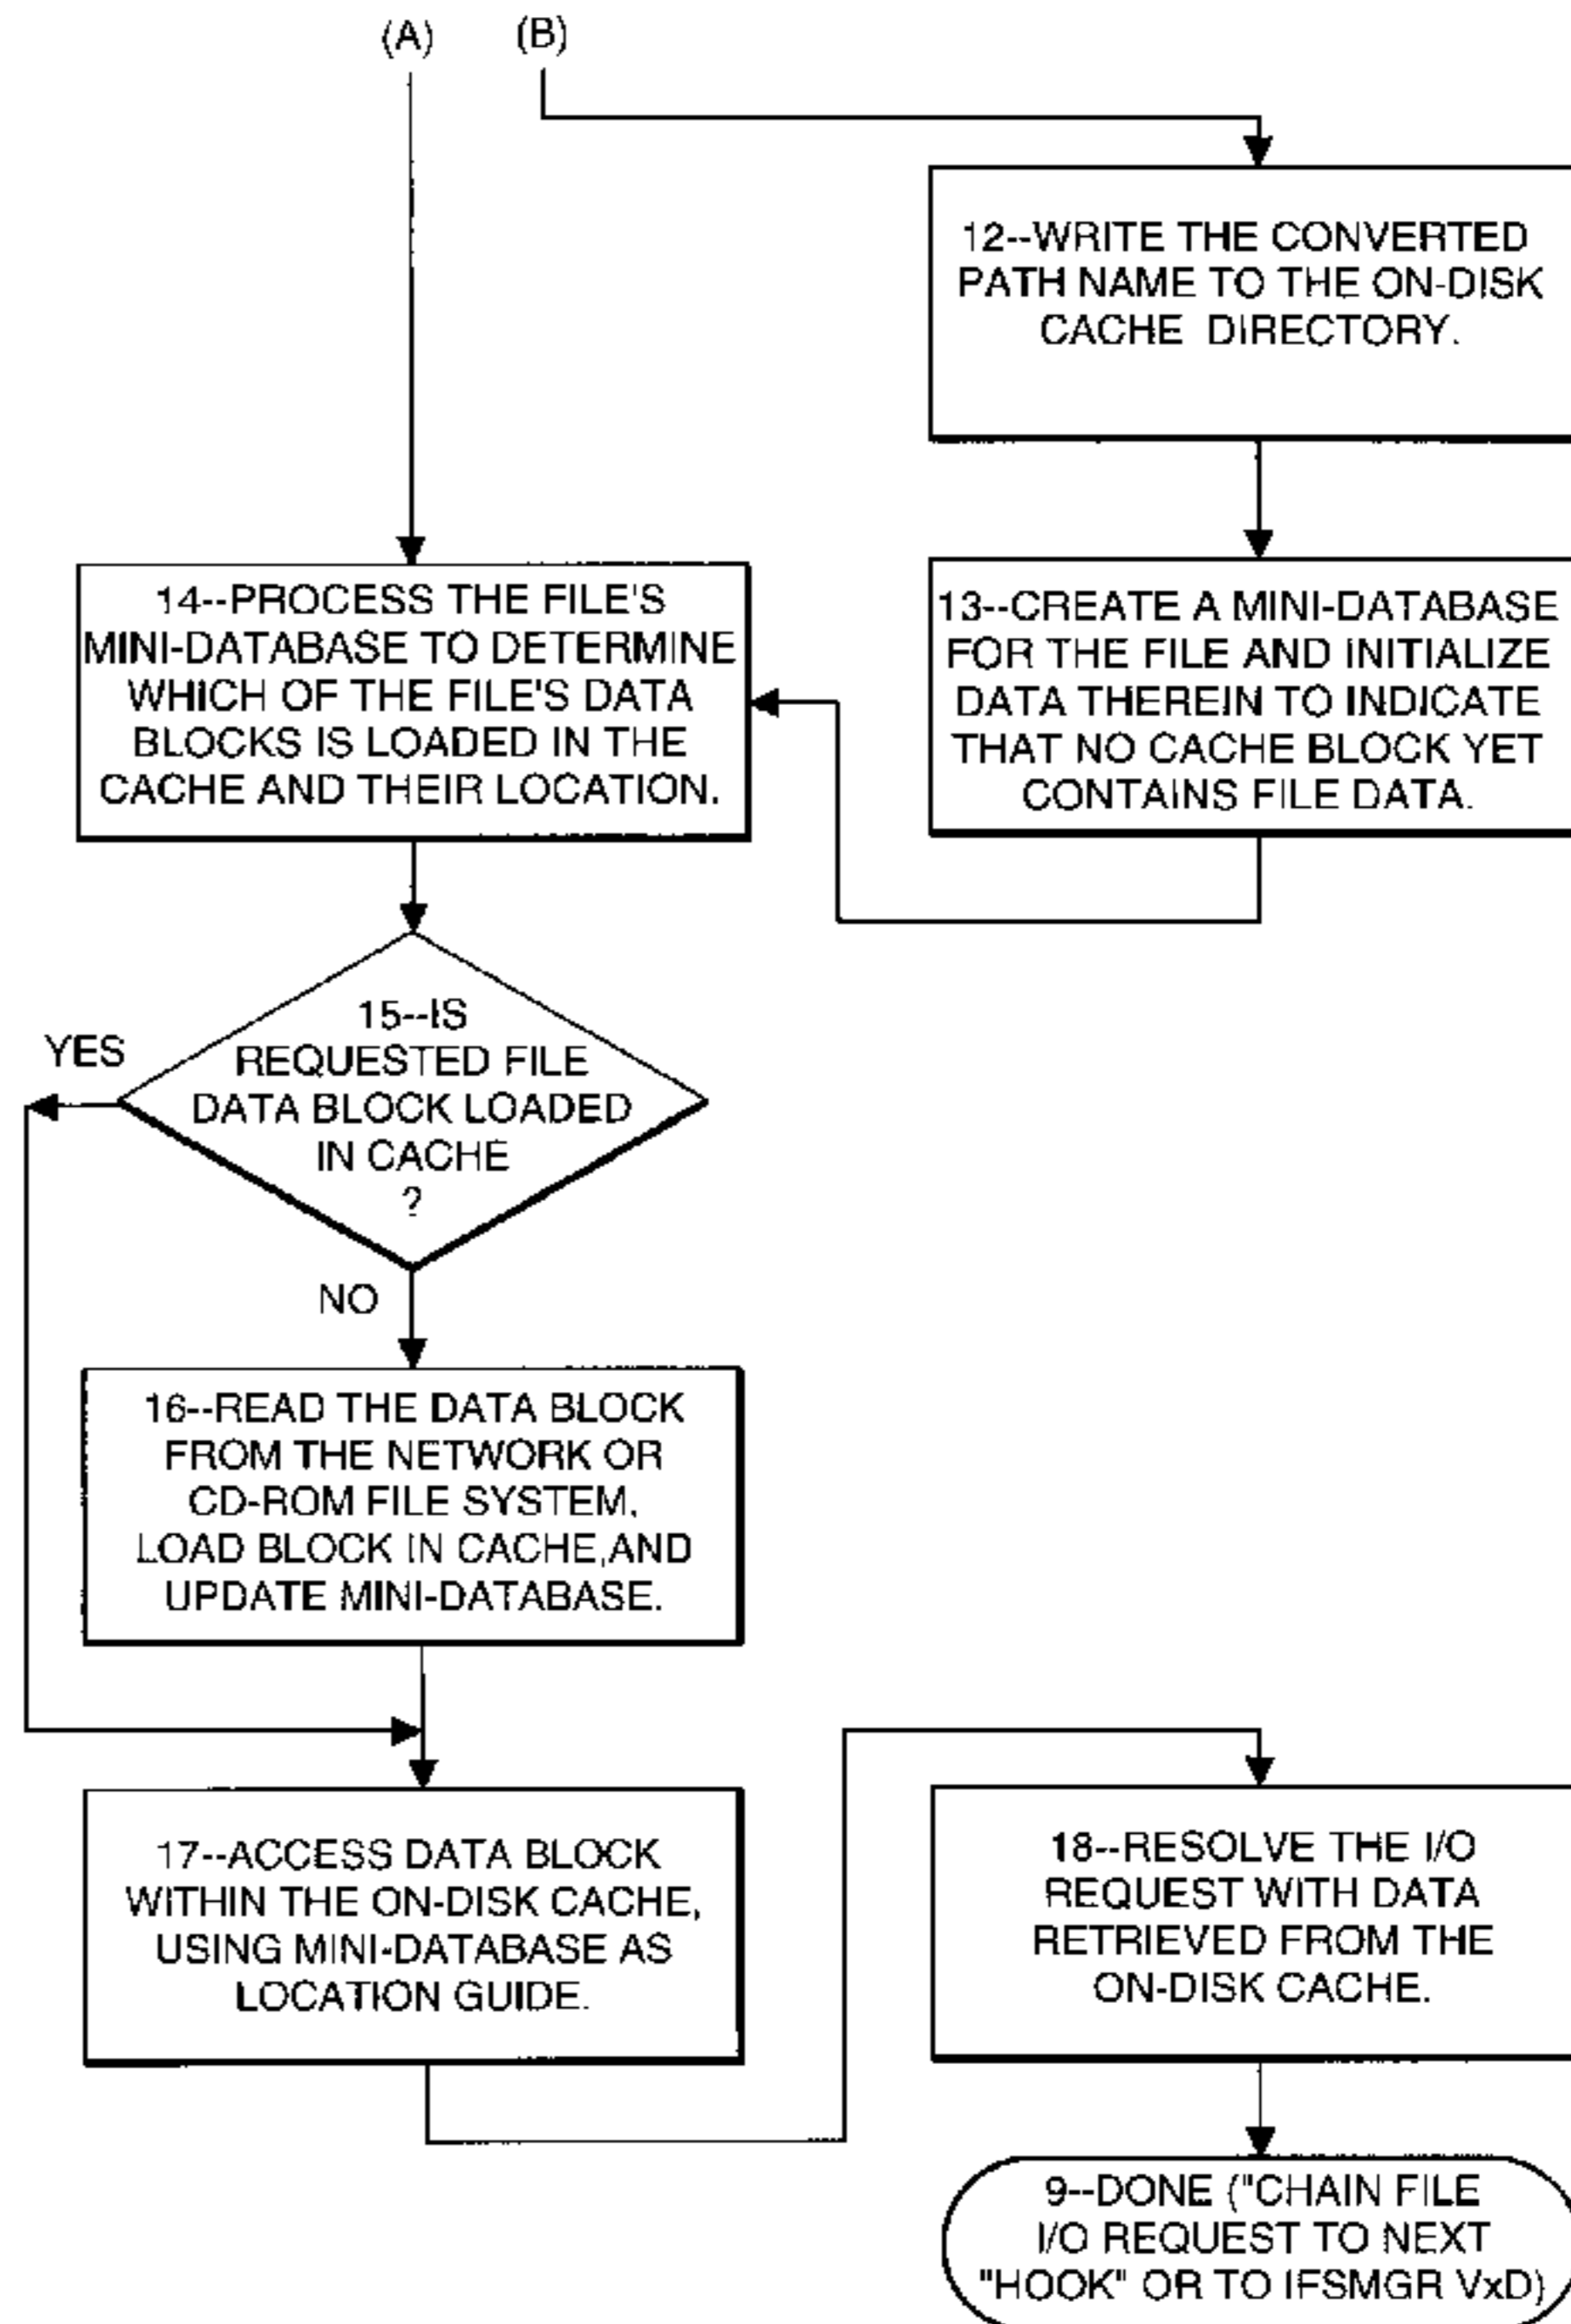 (A) (B)
12--WRITE THE CONVERTED
PATH NAME TO THE ON-DISK
CACHE DIRECTORY.
14--PROCESS THE FILE'S
MINI-DATABASE TO DETERMINE
WHICH OF THE FILE'S DATA
BLOCKS IS LOADED IN THE
CACHE AND THEIR LOCATION.
13--CREATE A MINI-DATABASE
FOR THE FILE AND INITIALIZE
DATA THEREIN TO INDICATE
THAT NO CACHE BLOCK YET
CONTAINS FILE DATA.
15--IS
REQUESTED FILE
DATA BLOCK LOADED
IN CACHE
?
YES
NO
16--READ THE DATA BLOCK
FROM THE NETWORK OR
CD-ROM FILE SYSTEM,
LOAD BLOCK IN CACHE,AND
UPDATE MINI-DATABASE.
17--ACCESS DATA BLOCK
WITHIN THE ON-DISK CACHE,
USING MINI-DATABASE AS
LOCATION GUIDE.
18--RESOLVE THE I/O
REQUEST WITH DATA
RETRIEVED FROM THE
ON-DISK CACHE.
9--DONE ("CHAIN FILE
I/O REQUEST TO NEXT
"HOOK" OR TO IFSMGR VxD)